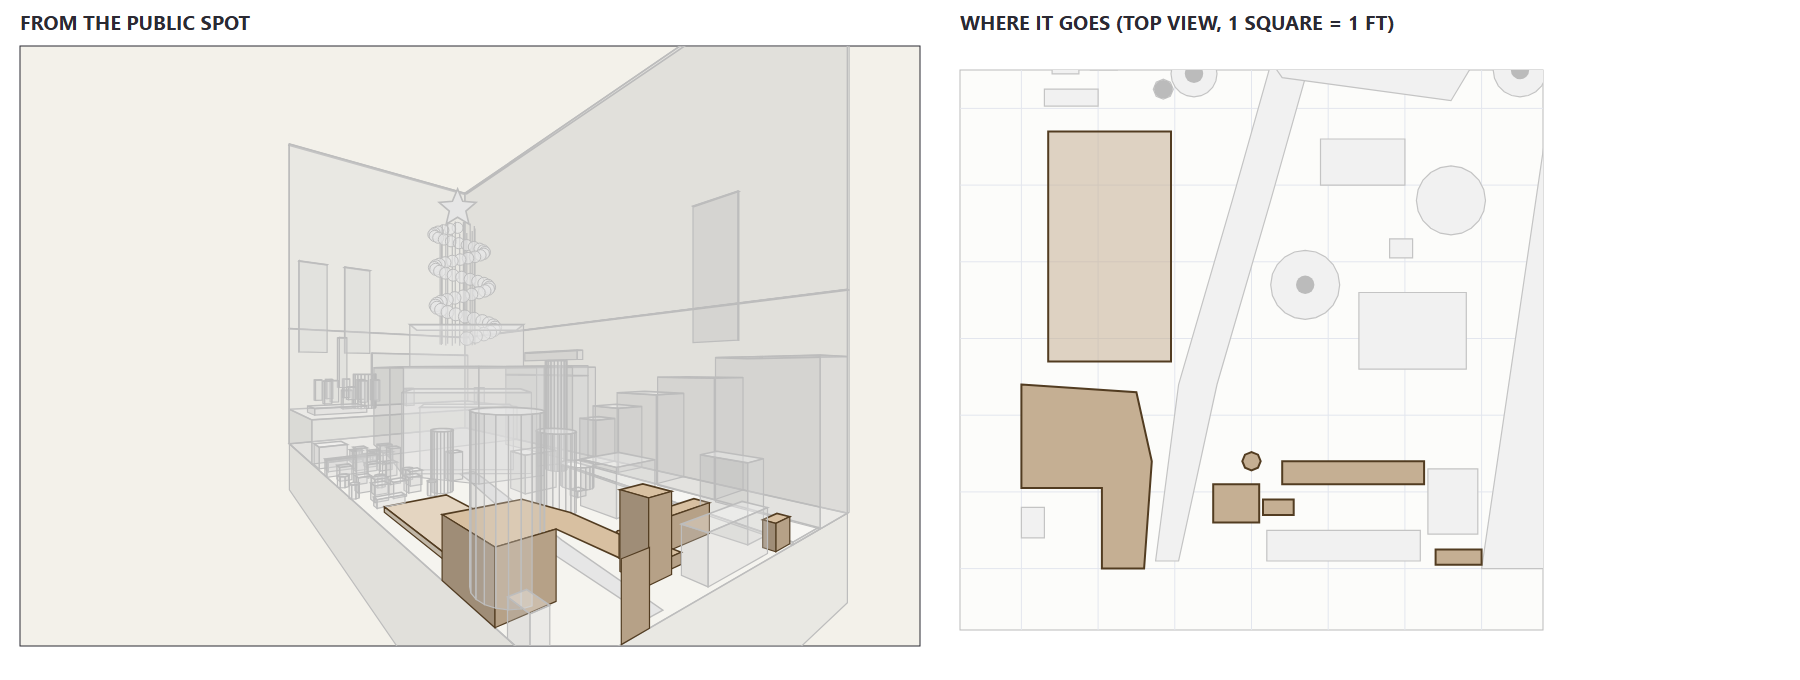 FROM THE PUBLIC SPOT
WHERE IT GOES (TOP VIEW, 1 SQUARE = 1 FT)